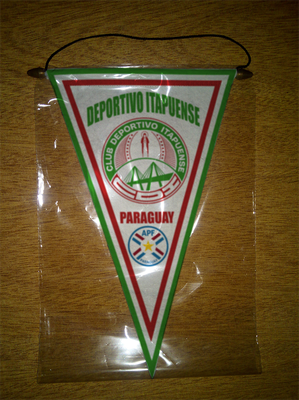 DEPORTIVO ITAPUENSE
CLUB DEPORTIVO ITAPUENSE
PARAGUAY
APF